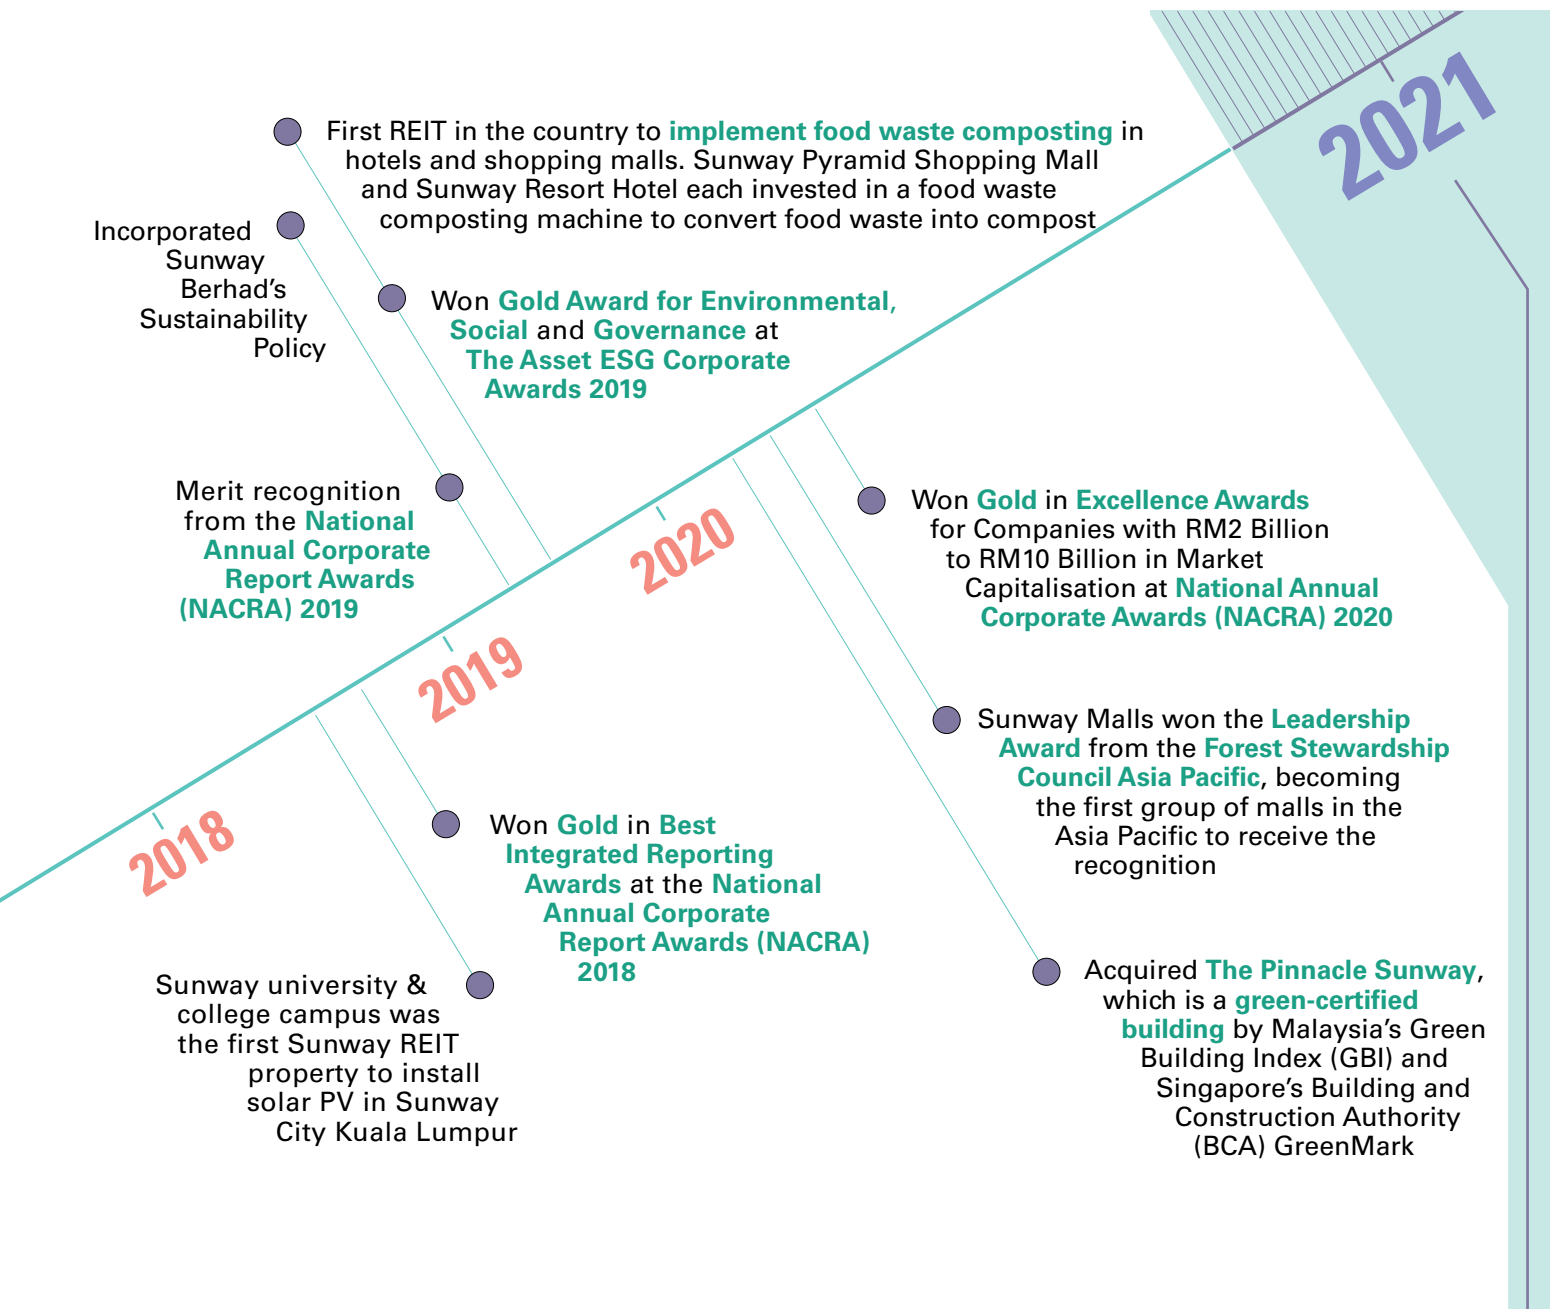 2021
First REIT in the country to implement food waste composting in
hotels and shopping malls. Sunway Pyramid Shopping Mall
and Sunway Resort Hotel each invested in a food waste
composting machine to convert food waste into compost
Incorporated
Sunway
Berhad’s
Sustainability
Policy
Won Gold Award for Environmental,
Social and Governance at
The Asset ESG Corporate
Awards 2019
Merit recognition
from the National
Annual Corporate
Report Awards
(NACRA) 2019
2020
Won Gold in Excellence Awards
for Companies with RM2 Billion
to RM10 Billion in Market
Capitalisation at National Annual
Corporate Awards (NACRA) 2020
2019
Sunway Malls won the Leadership
Award from the Forest Stewardship
Council Asia Pacific, becoming
the first group of malls in the
Asia Pacific to receive the
recognition
2018
Won Gold in Best
Integrated Reporting
Awards at the National
Annual Corporate
Report Awards (NACRA)
2018
Sunway university &
college campus was
the first Sunway REIT
property to install
solar PV in Sunway
City Kuala Lumpur
Acquired The Pinnacle Sunway,
which is a green-certified
building by Malaysia’s Green
Building Index (GBI) and
Singapore’s Building and
Construction Authority
(BCA) GreenMark